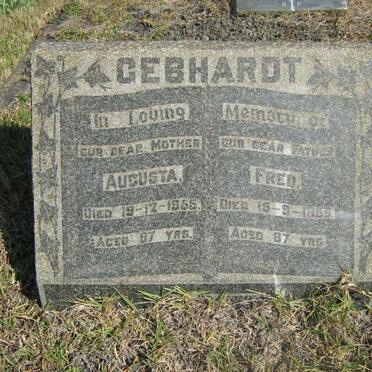 GEBHARDT
In Loving Memory of
OUR DEAR MOTHER
AUGUSTA,
DIED 19-12-1955,
AGED 87 YRS.
OUR DEAR FATHER
FRED,
DIED 16-9-1955
AGED 87 YRS.